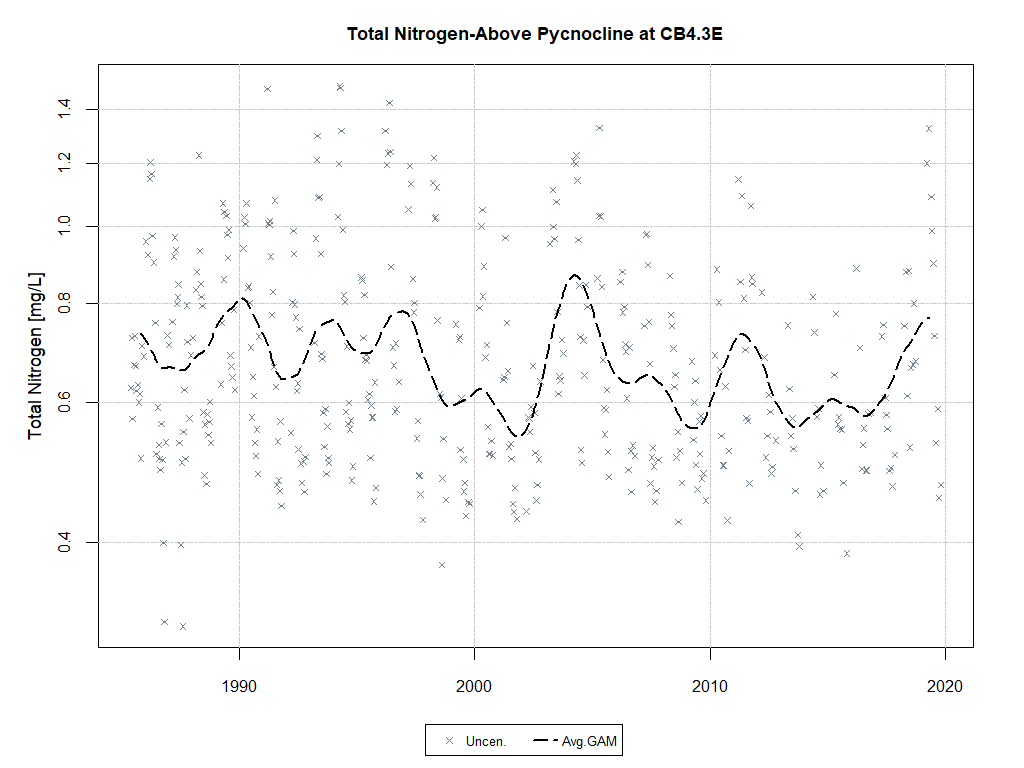 Total Nitrogen-Above Pycnocline at CB4.3E
Total Nitrogen [mg/L]
1.4
1.2
1.0
0.8
0.6
0.4
1990 2000 2010 2020
Uncen. Avg.GAM